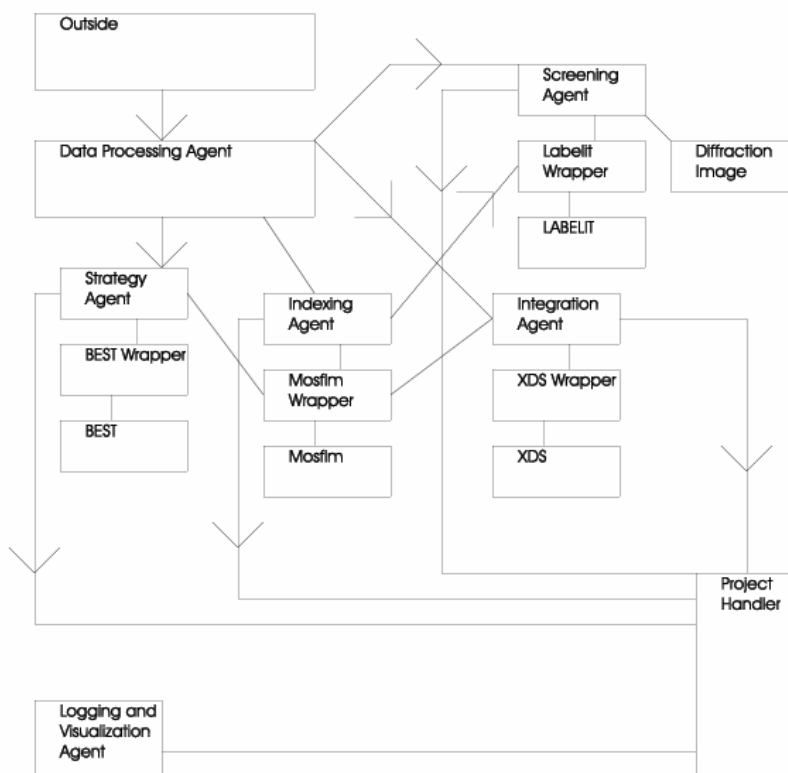 Outside
Screening
Agent
Data Processing Agent
Labelit
Wrapper
Diffraction
Image
LABELIT
Strategy
Agent
Indexing
Agent
Integration
Agent
BEST Wrapper
Mosflm
Wrapper
XDS Wrapper
BEST
Mosflm
XDS
Project
Handler
Logging and
Visualization
Agent